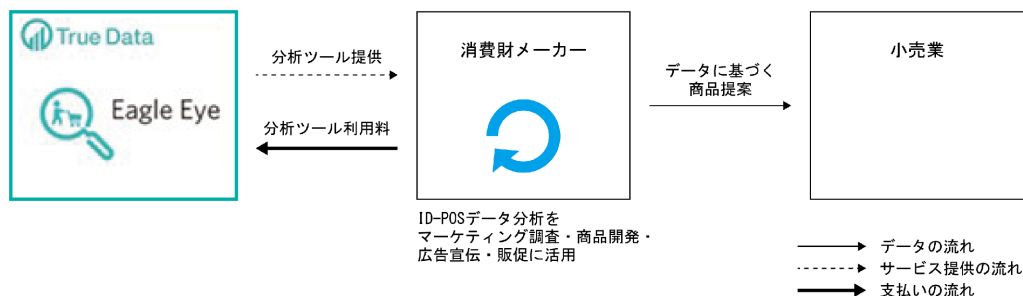 True Data
Eagle Eye
分析ツール提供
分析ツール利用料
消費財メーカー
ID-POSデータ分析を
マーケティング調査・商品開発・
広告宣伝・販促に活用
データに基づく
商品提案
小売業
データの流れ
サービス提供の流れ
支払いの流れ